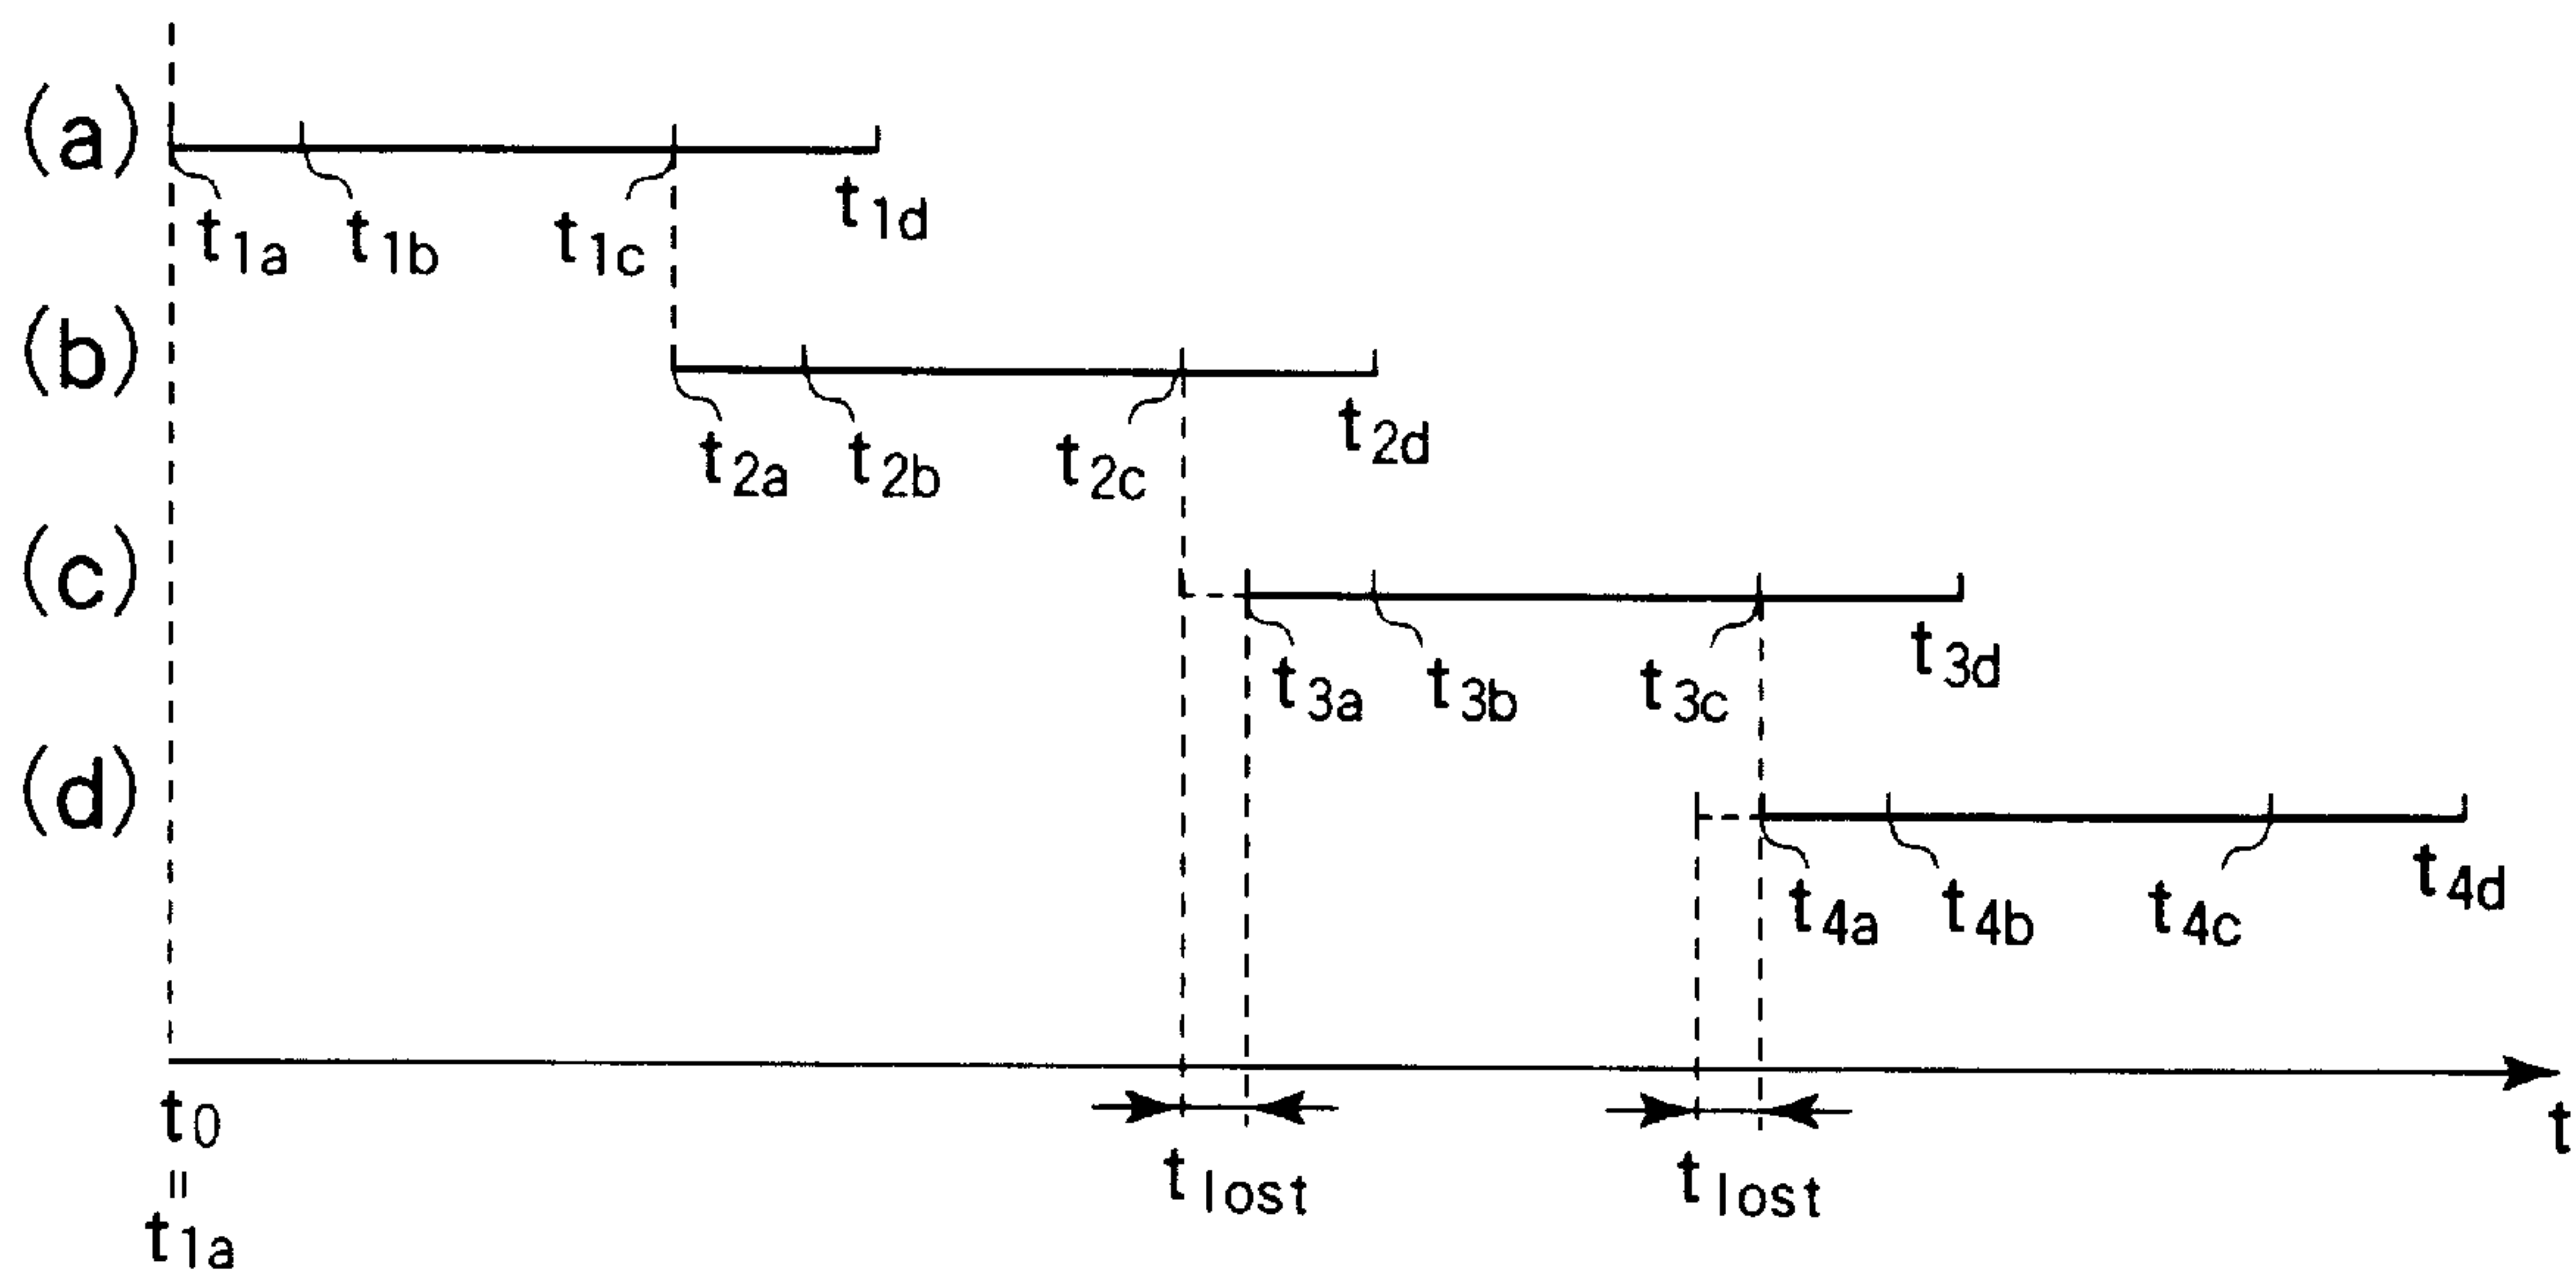 (a)
t1a t1b t1c t1d
(b)
t2a t2b t2c t2d
(c)
t3a t3b t3c t3d
(d)
t4a t4b t4c t4d
t0 t
=
t1a
tlost tlost